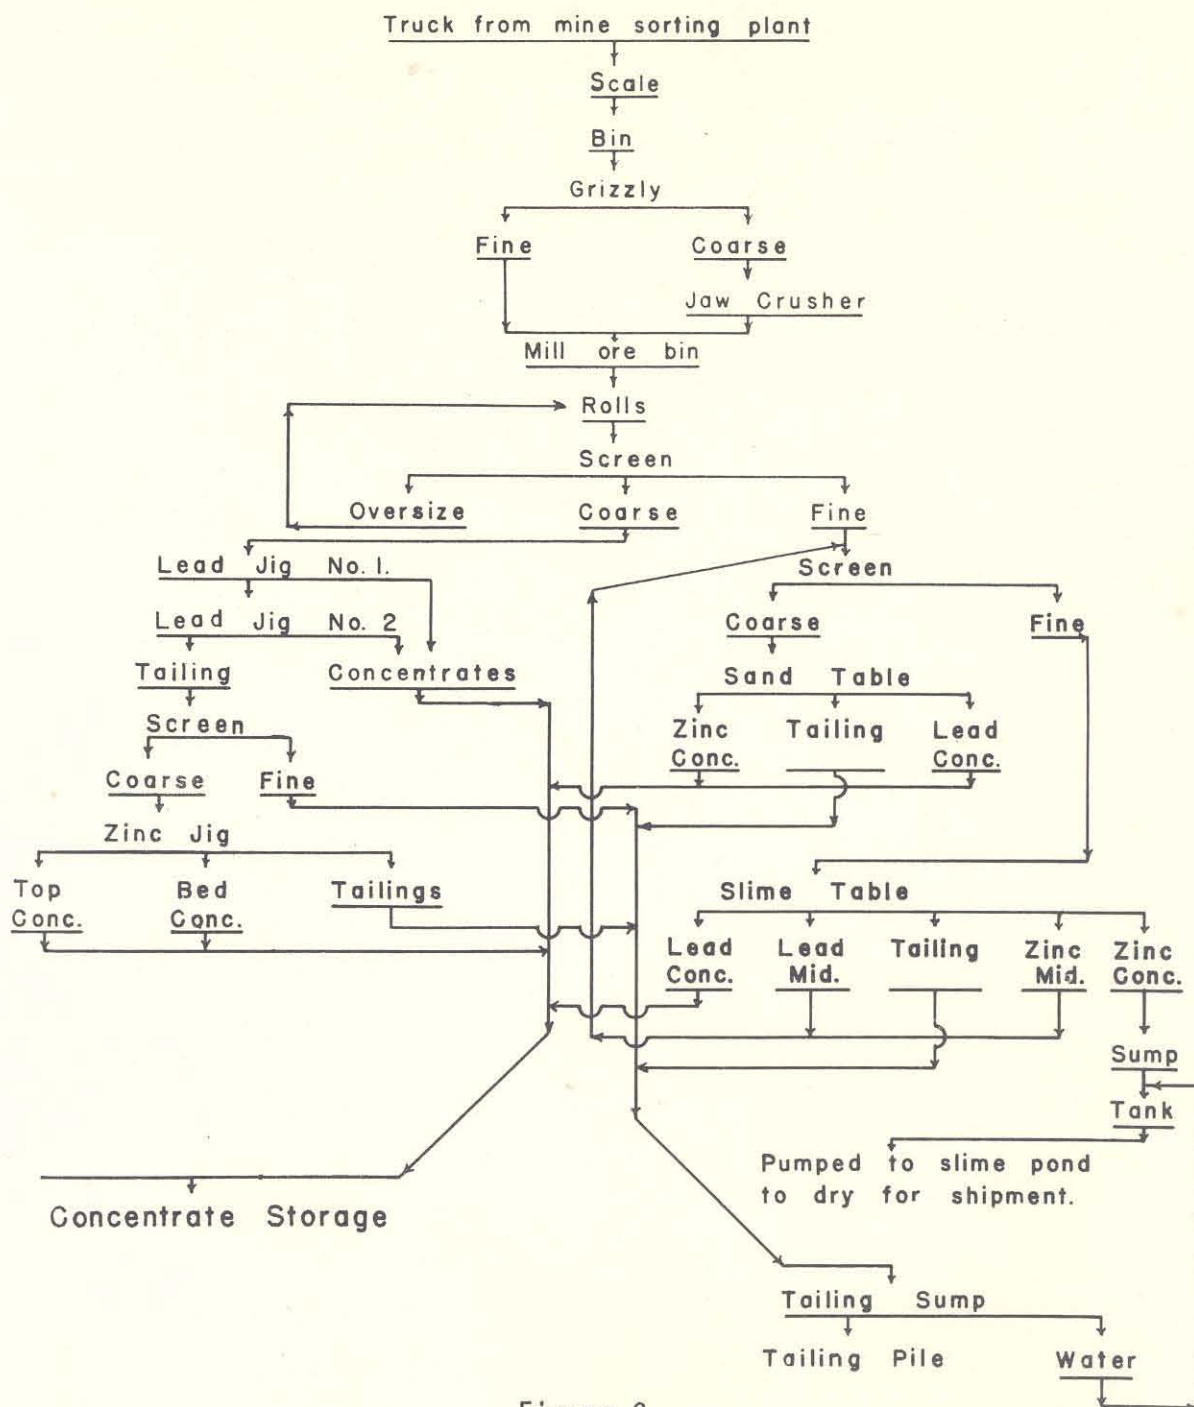 Truck from mine sorting plant
Scale
Bin
Grizzly
Fine
Coarse
Jaw Crusher
Mill ore bin
Rolls
Screen
Oversize
Coarse
Fine
Lead Jig No. 1.
Screen
Lead Jig No. 2
Coarse
Fine
Tailing
Concentrates
Sand Table
Screen
Zinc
Conc.
Tailing
Lead
Conc.
Coarse
Fine
Zinc Jig
Top
Conc.
Bed
Conc.
Tailings
Slime Table
Lead
Conc.
Lead
Mid.
Tailing
Zinc
Mid.
Zinc
Conc.
Sump
Tank
Pumped to slime pond
to dry for shipment.
Concentrate Storage
Tailing Sump
Tailing Pile
Water